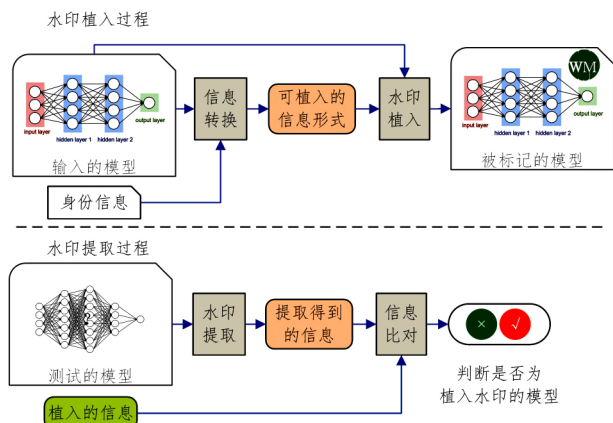 水印植入过程
input layer
hidden layer 1
hidden layer 2
output layer
输入的模型
身份信息
信息
转换
可植入的
信息形式
水印
植入
WM
input layer
hidden layer 1
hidden layer 2
output layer
被标记的模型
水印提取过程
?
测试的模型
植入的信息
水印
提取
提取得到
的信息
信息
比对
× √
判断是否为
植入水印的模型